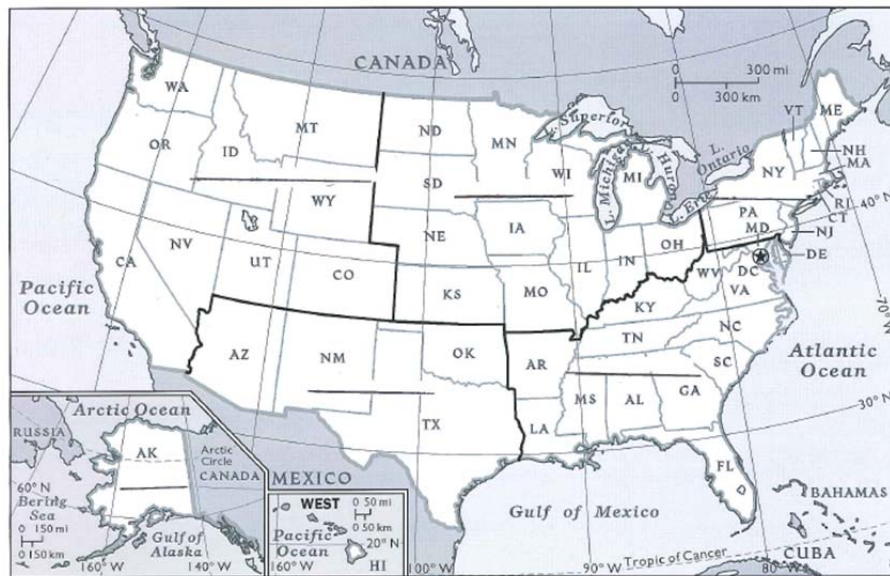 CANADA
0 300 mi
0 300 km
WA
MT
ND
MN
L. Superior
VT
ME
OR
ID
SD
WI
L. Michigan
MI
L. Huron
L.
Ontario
NH
MA
NY
WY
L. Erie
RI
CT
40° N
NV
NE
IA
PA
MD
NJ
CA
UT
CO
IL
IN
OH
WV
DC
DE
Pacific
Ocean
KS
MO
KY
VA
70° W
AZ
NM
OK
AR
TN
NC
SC
Atlantic
Ocean
TX
MS
AL
GA
30° N
LA
FL
Arctic Ocean
RUSSIA
AK
Arctic
Circle
CANADA
60° N
Bering
Sea
0 150 mi
0 150 km
Gulf of
Alaska
160° W
140° W
MEXICO
WEST
0 50 mi
0 50 km
Pacific
Ocean
20° N
HI
160° W
100° W
Gulf of Mexico
90° W
Tropic of Cancer
80° W
BAHAMAS
CUBA